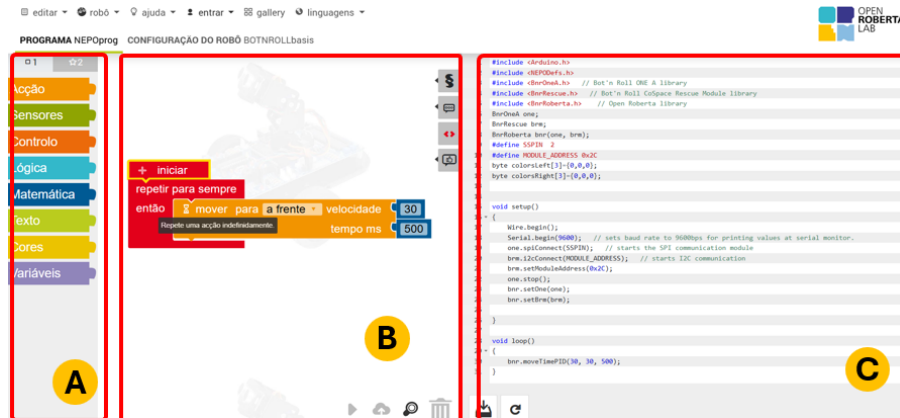 editar robô ajuda entrar gallery linguagens
OPEN
ROBERTA
LAB
PROGRAMA NEPOprog CONFIGURAÇÃO DO ROBÔ BOTNROLLbasis
1 2
Acção
Sensores
Controlo
Lógica
Matemática
Texto
Cores
Variáveis
A
+ iniciar
repetir para sempre
então mover para a frente velocidade 30
Repete uma acção indefinidamente.
tempo ms 500
B
#include <Arduino.h>
#include <NEPODefs.h>
#include <BnrOneA.h> // Bot'n Roll ONE A library
#include <BnrRescue.h> // Bot'n Roll CoSpace Rescue Module library
#include <BnrRoberta.h> // Open Roberta library
BnrOneA one;
BnrRescue brm;
BnrRoberta bnr(one, brm);
#define SSPIN 2
#define MODULE_ADDRESS 0x2C
byte colorsLeft[3]={0,0,0};
byte colorsRight[3]={0,0,0};
void setup()
{
Wire.begin();
Serial.begin(9600); // sets baud rate to 9600bps for printing values at serial monitor.
one.spiConnect(SSPIN); // starts the SPI communication module
brm.i2cConnect(MODULE_ADDRESS); // starts I2C communication
brm.setModuleAddress(0x2C);
one.stop();
bnr.setOne(one);
bnr.setBrm(brm);
}
void loop()
{
bnr.moveTimePID(30, 30, 500);
}
C